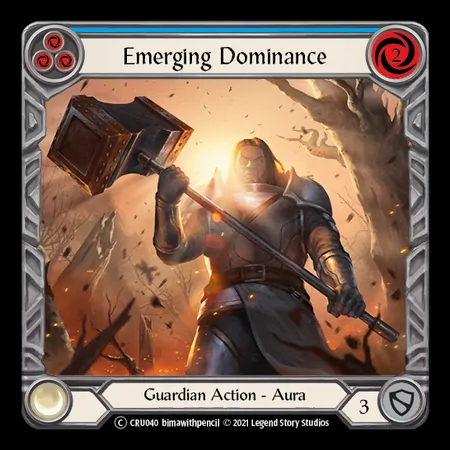 Emerging Dominance
2
Guardian Action - Aura
3
© CRU040 bimawithpencil © 2021 Legend Story Studios